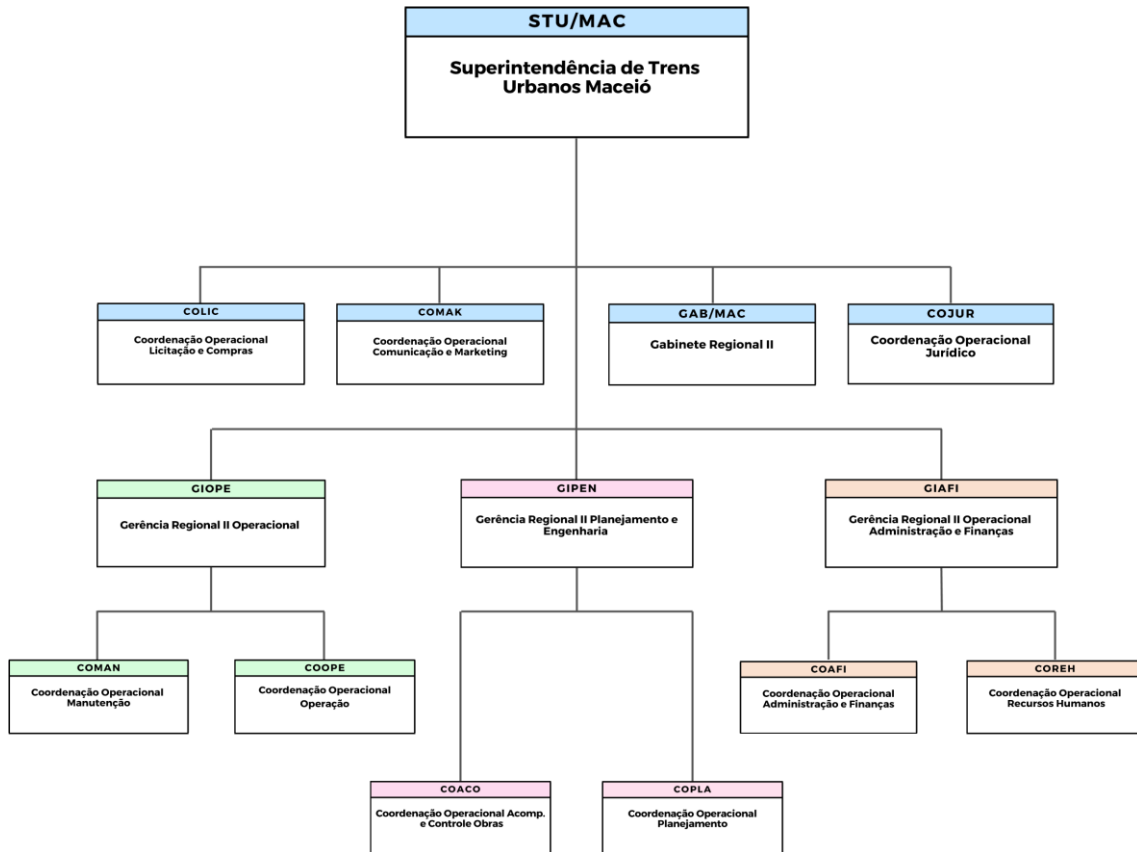 STU/MAC
Superintendência de Trens
Urbanos Maceió
COLIC
Coordenação Operacional
Licitação e Compras
COMAK
Coordenação Operacional
Comunicação e Marketing
GAB/MAC
Gabinete Regional II
COJUR
Coordenação Operacional
Jurídico
GIOPE
Gerência Regional II Operacional
GIPEN
Gerência Regional II Planejamento e
Engenharia
GIAFI
Gerência Regional II Operacional
Administração e Finanças
COMAN
Coordenação Operacional
Manutenção
COOPE
Coordenação Operacional
Operação
COAFI
Coordenação Operacional
Administração e Finanças
COREH
Coordenação Operacional
Recursos Humanos
COACO
Coordenação Operacional Acomp.
e Controle Obras
COPLA
Coordenação Operacional
Planejamento